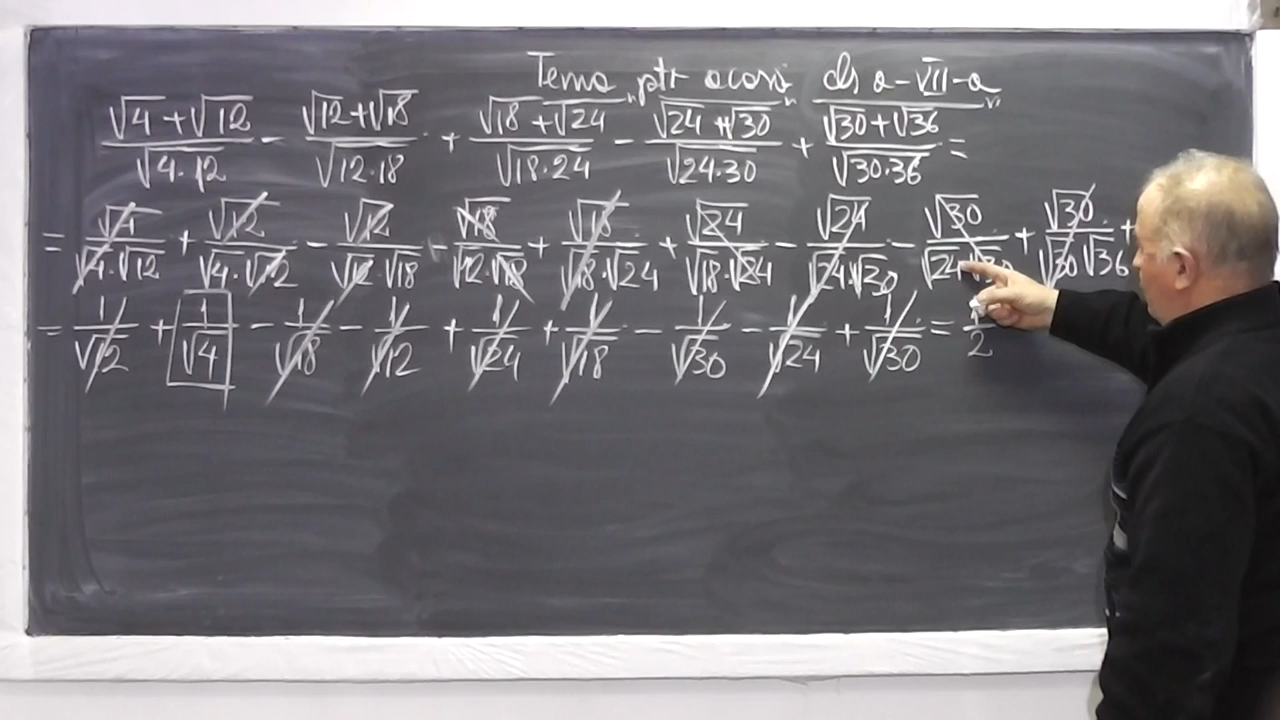 Tema ptr acasă cls a-VII-a
(√4+√12)/√(4·12) - (√12+√18)/√(12·18) + (√18+√24)/√(18·24) - (√24+√30)/√(24·30) + (√30+√36)/√(30·36) =
= √4/(√4·√12) + √12/(√4·√12) - √12/(√12·√18) - √18/(√12·√18) + √18/(√18·√24) + √24/(√18·√24) - √24/(√24·√30) - √30/(√24·√30) + √30/(√30·√36) +
= 1/√12 + 1/√4 - 1/√18 - 1/√12 + 1/√24 + 1/√18 - 1/√30 - 1/√24 + 1/√30 = 1/2